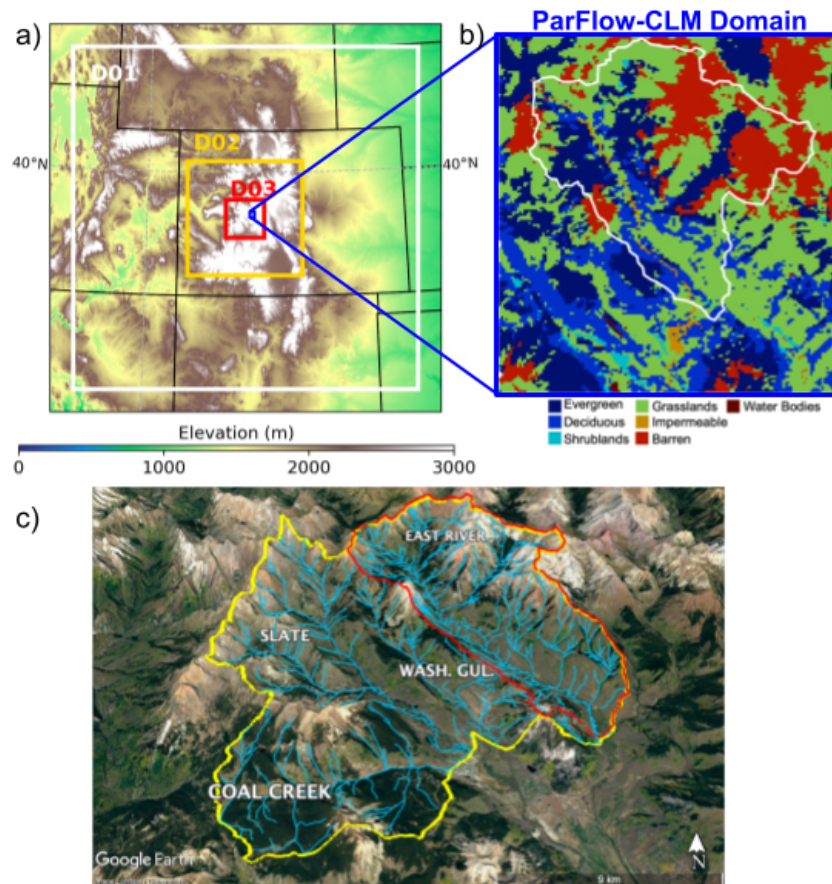 ParFlow-CLM Domain
a)
b)
D01
D02
D03
40°N
40°N
Elevation (m)
0 1000 2000 3000
Evergreen Grasslands Water Bodies
Deciduous Impermeable
Shrublands Barren
c)
EAST RIVER
SLATE
WASH. GUL.
COAL CREEK
Google Earth
N
9 km